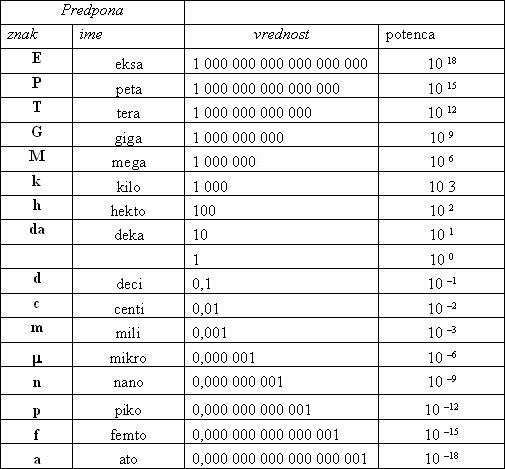 Predpona
znak ime vrednost potenca
E eksa 1 000 000 000 000 000 000 10 18
P peta 1 000 000 000 000 000 10 15
T tera 1 000 000 000 000 10 12
G giga 1 000 000 000 10 9
M mega 1 000 000 10 6
k kilo 1 000 10 3
h hekto 100 10 2
da deka 10 10 1
1 10 0
d deci 0,1 10 –1
c centi 0,01 10 –2
m mili 0,001 10 –3
μ mikro 0,000 001 10 –6
n nano 0,000 000 001 10 –9
p piko 0,000 000 000 001 10 –12
f femto 0,000 000 000 000 001 10 –15
a ato 0,000 000 000 000 000 001 10 –18